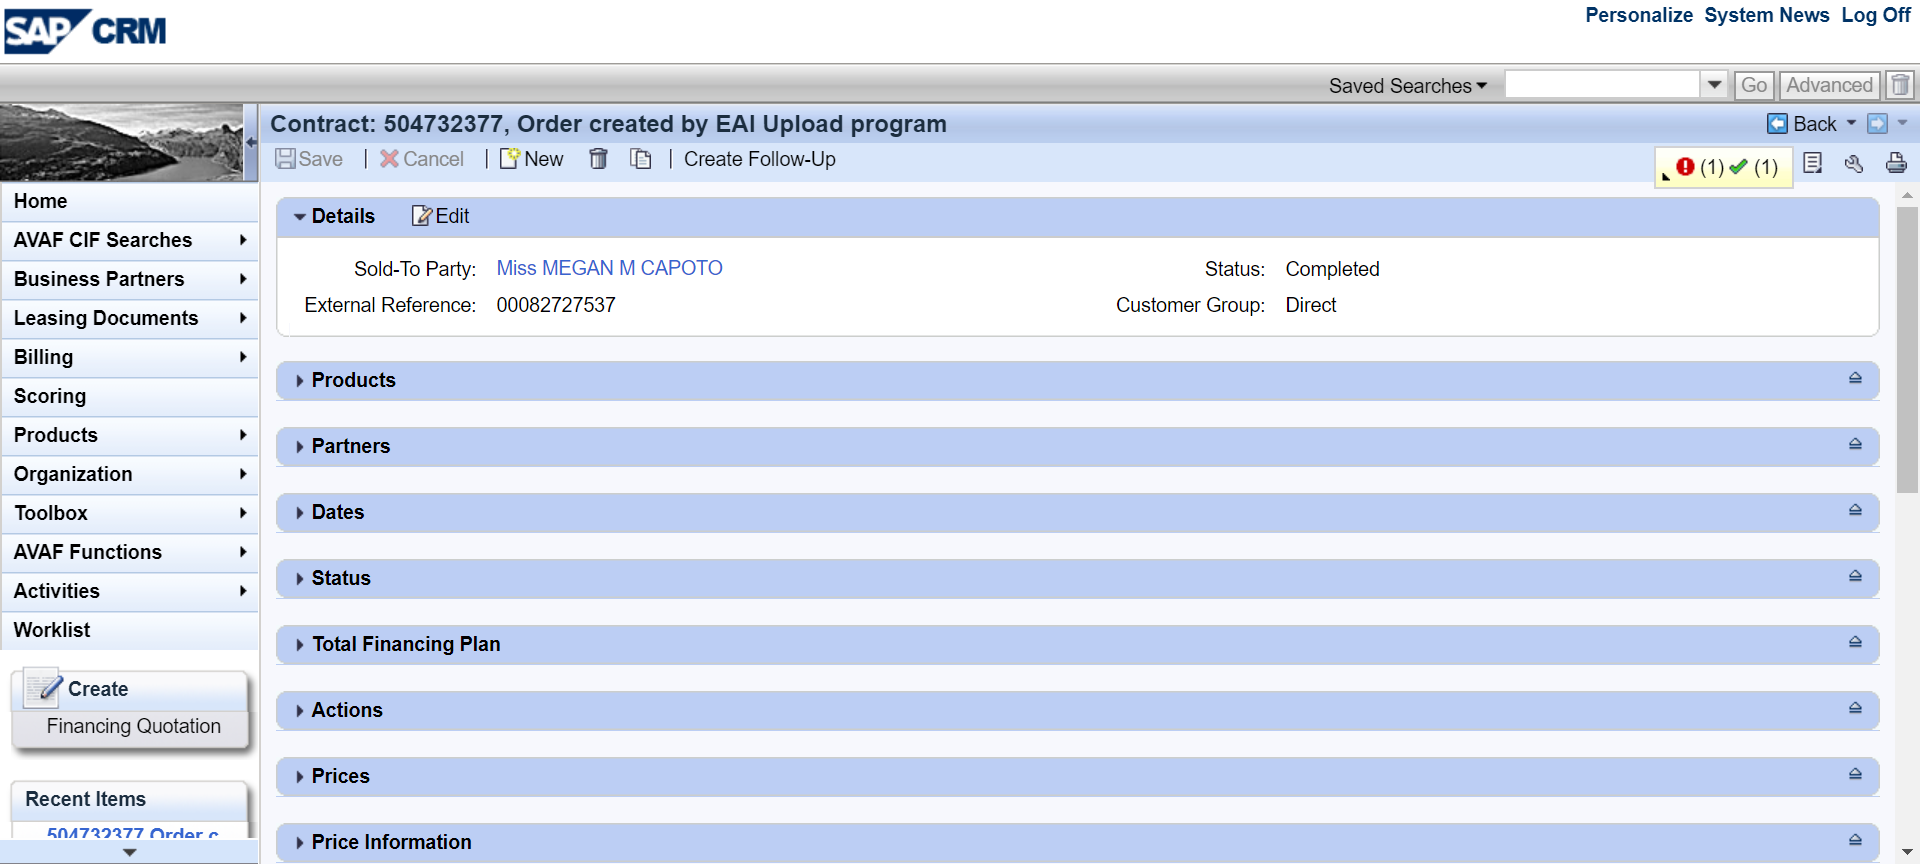 SAP CRM
Personalize System News Log Off
Saved Searches Go Advanced
Contract: 504732377, Order created by EAI Upload program
Back
Save | Cancel | New | Create Follow-Up
(1) (1)
Home
AVAF CIF Searches
Business Partners
Leasing Documents
Billing
Scoring
Products
Organization
Toolbox
AVAF Functions
Activities
Worklist
Create
Financing Quotation
Recent Items
504732377 Order c
Details Edit
Sold-To Party: Miss MEGAN M CAPOTO
Status: Completed
External Reference: 00082727537
Customer Group: Direct
Products
Partners
Dates
Status
Total Financing Plan
Actions
Prices
Price Information